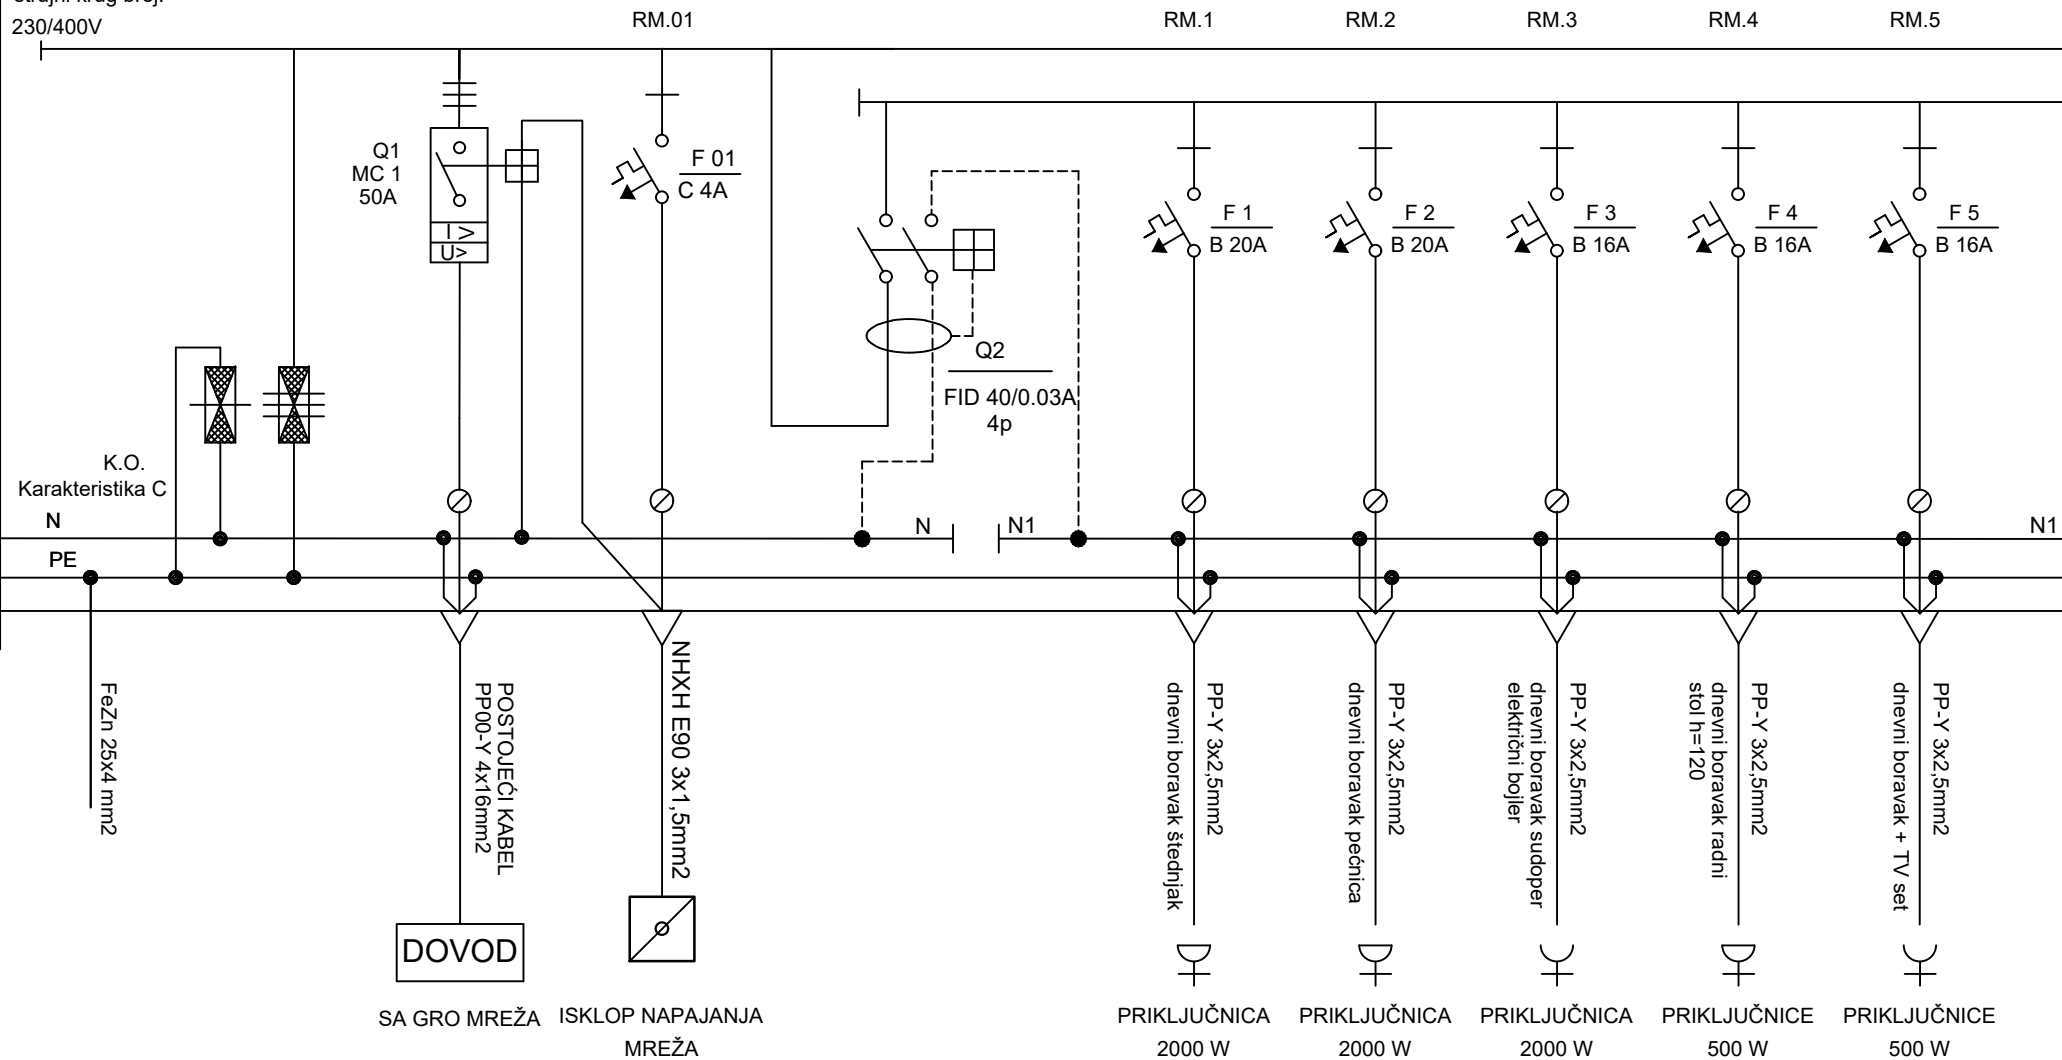 230/400V
RM.01
RM.1
RM.2
RM.3
RM.4
RM.5
Q1
MC 1
50A
I >
U>
F 01
C 4A
F 1
B 20A
F 2
B 20A
F 3
B 16A
F 4
B 16A
F 5
B 16A
Q2
FID 40/0.03A
4p
K.O.
Karakteristika C
N
N
N1
N1
PE
FeZn 25x4 mm2
POSTOJEĆI KABEL
PP00-Y 4x16mm2
NHXH E90 3x1,5mm2
PP-Y 3x2,5mm2
dnevni boravak štednjak
PP-Y 3x2,5mm2
dnevni boravak pećnica
PP-Y 3x2,5mm2
dnevni boravak sudoper
električni bojler
PP-Y 3x2,5mm2
dnevni boravak radni
stol h=120
PP-Y 3x2,5mm2
dnevni boravak + TV set
DOVOD
SA GRO MREŽA
ISKLOP NAPAJANJA
MREŽA
PRIKLJUČNICA
2000 W
PRIKLJUČNICA
2000 W
PRIKLJUČNICA
2000 W
PRIKLJUČNICE
500 W
PRIKLJUČNICE
500 W